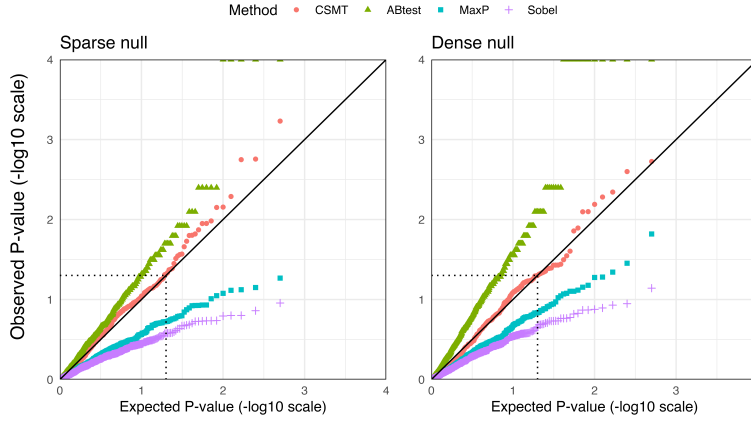 Method CSMT ABtest MaxP Sobel
Sparse null
Dense null
Observed P-value (-log10 scale)
4
3
2
1
0
0 1 2 3 4
Expected P-value (-log10 scale)
4
3
2
1
0
0 1 2 3
Expected P-value (-log10 scale)